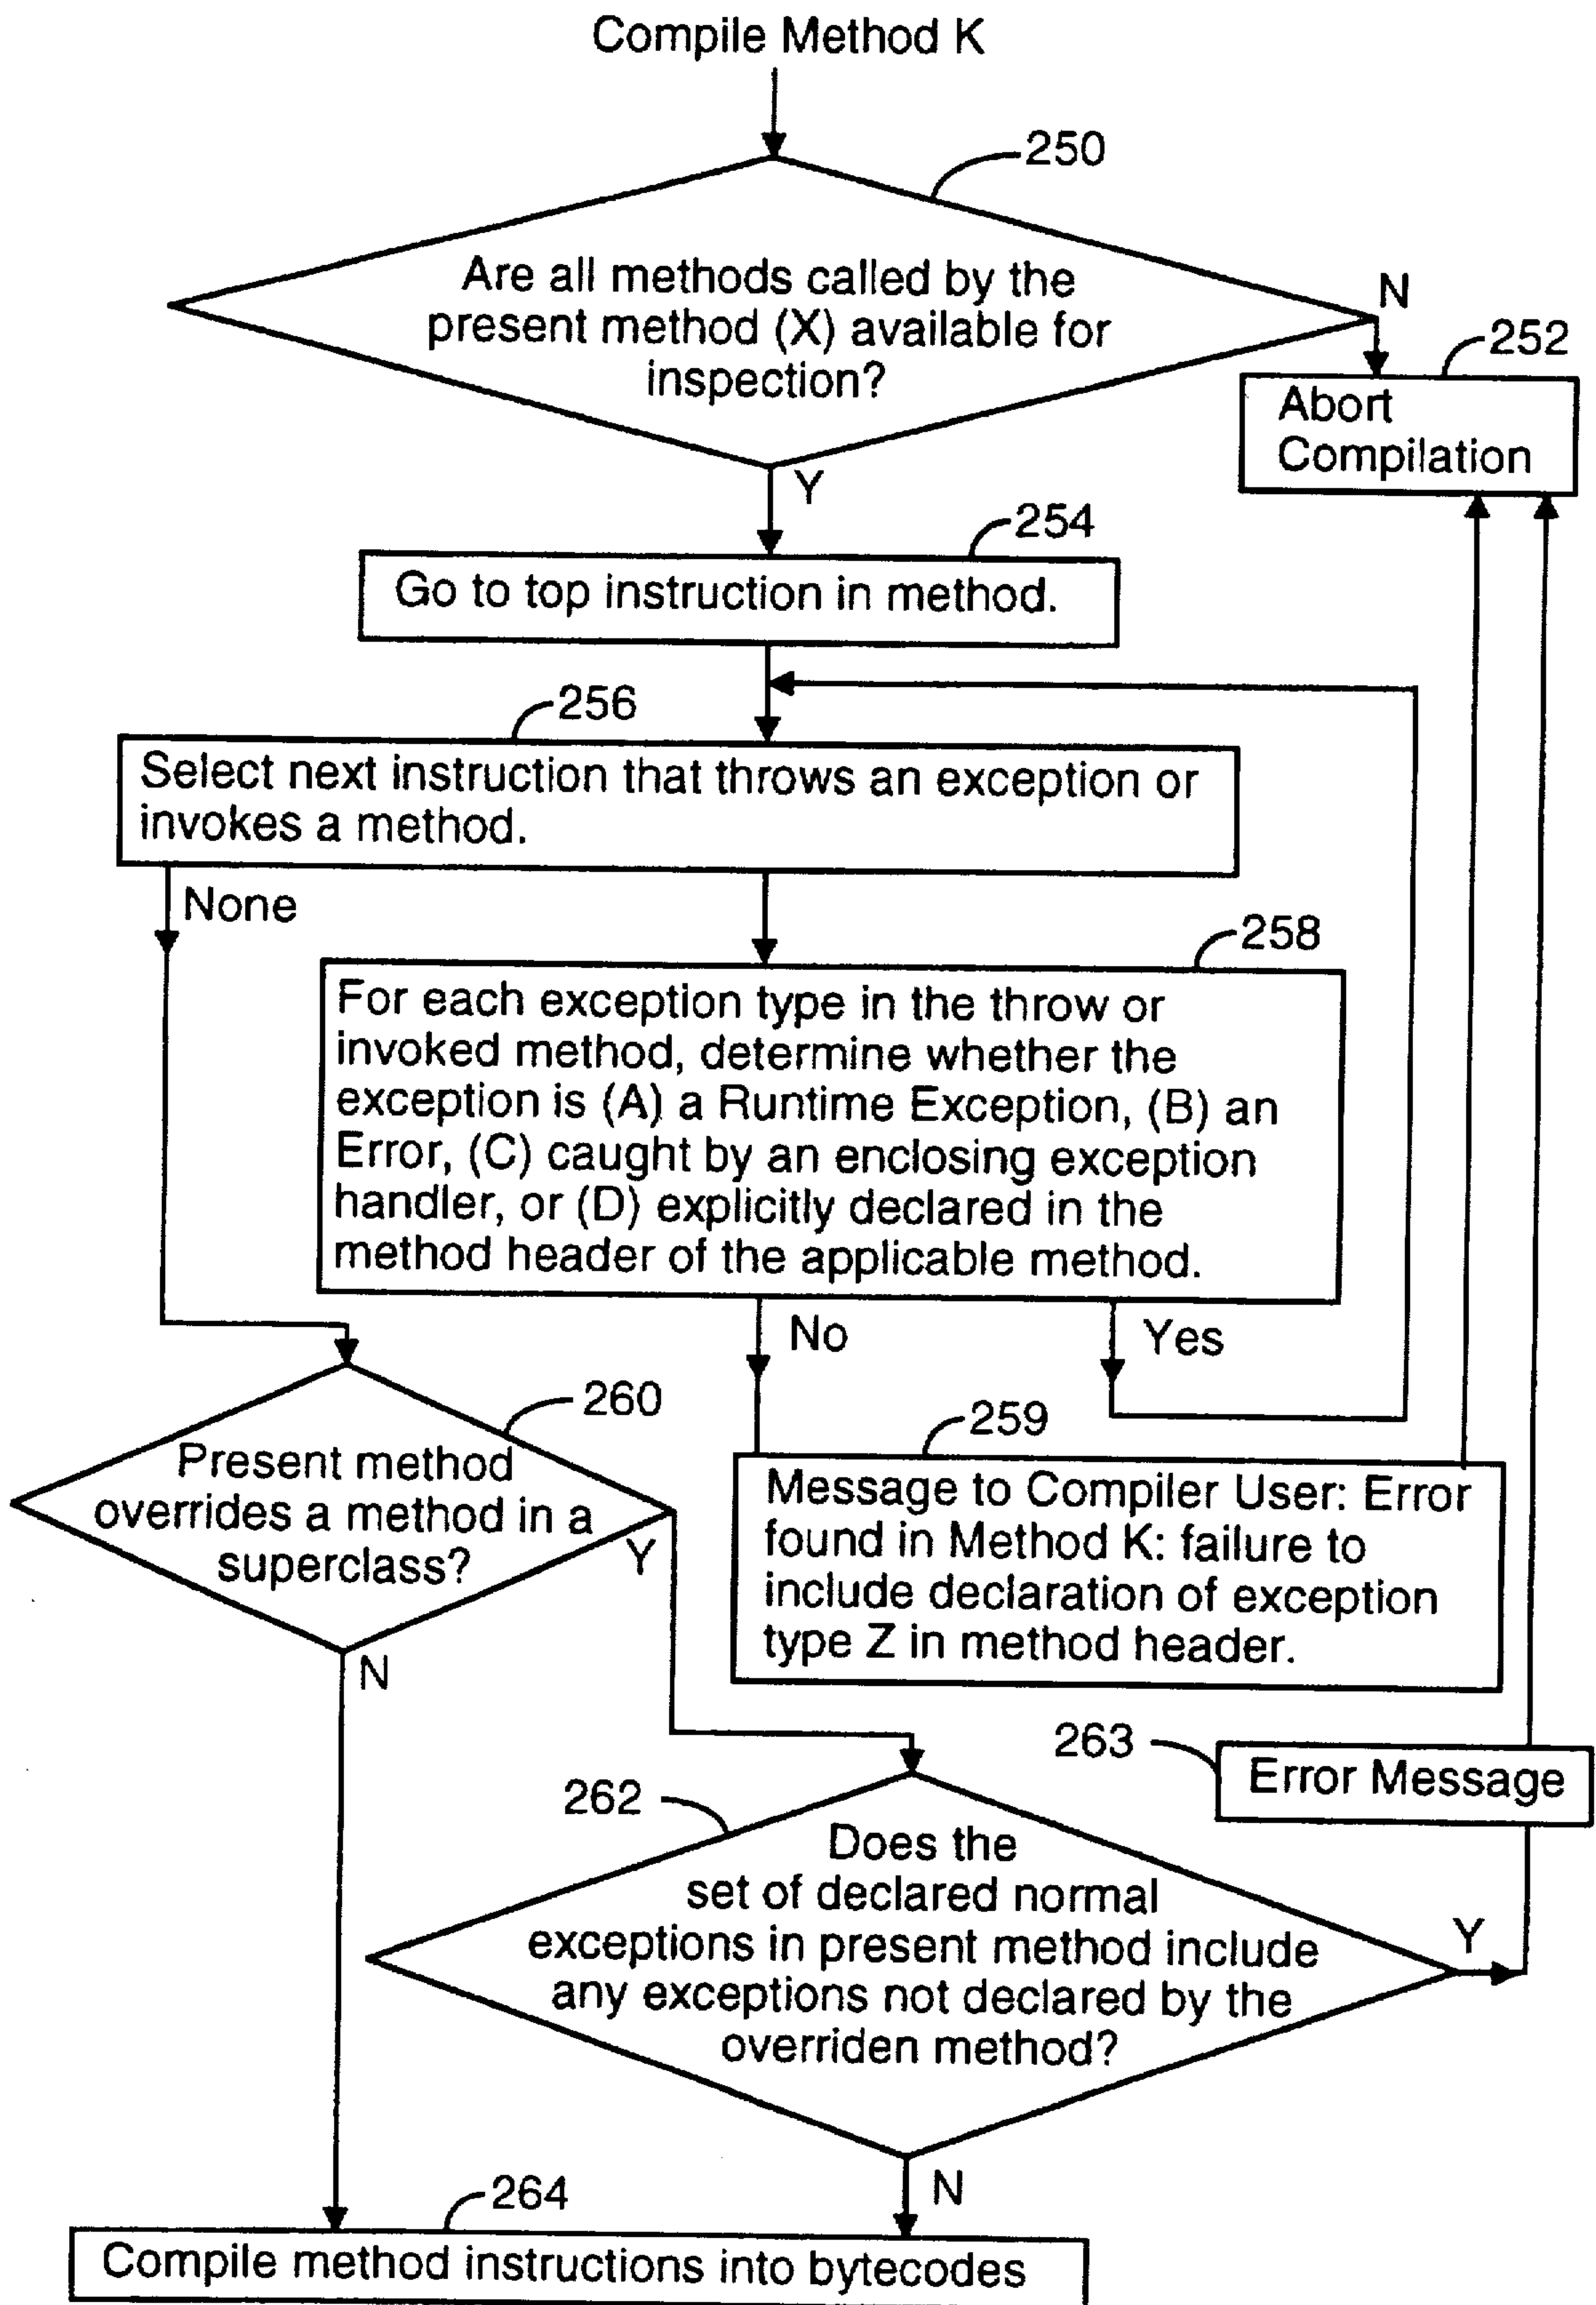 Compile Method K
250
Are all methods called by the
present method (X) available for
inspection?
N
252
Abort
Compilation
Y
254
Go to top instruction in method.
256
Select next instruction that throws an exception or
invokes a method.
None
258
For each exception type in the throw or
invoked method, determine whether the
exception is (A) a Runtime Exception, (B) an
Error, (C) caught by an enclosing exception
handler, or (D) explicitly declared in the
method header of the applicable method.
No
Yes
260
Present method
overrides a method in a
superclass?
Y
N
259
Message to Compiler User: Error
found in Method K: failure to
include declaration of exception
type Z in method header.
263
Error Message
262
Does the
set of declared normal
exceptions in present method include
any exceptions not declared by the
overriden method?
Y
N
264
Compile method instructions into bytecodes